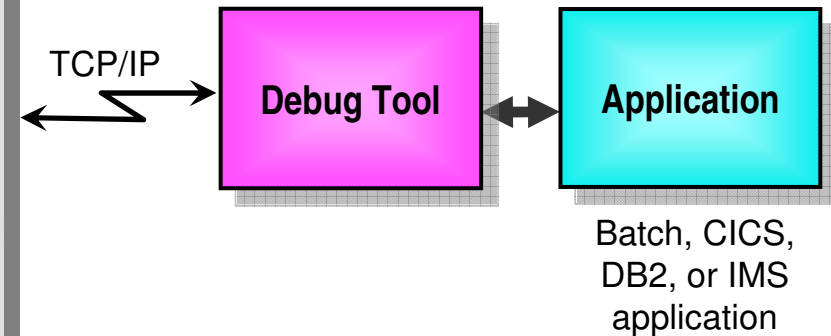 TCP/IP
Debug Tool
Application
Batch, CICS,
DB2, or IMS
application